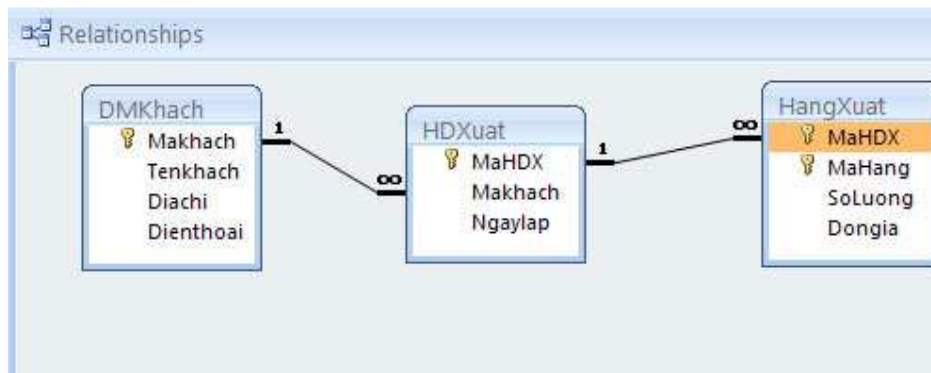 Relationships
DMKhach
Makhach
Tenkhach
Diachi
Dienthoai
1
∞
HDXuat
MaHDX
Makhach
Ngaylap
1
∞
HangXuat
MaHDX
MaHang
SoLuong
Dongia